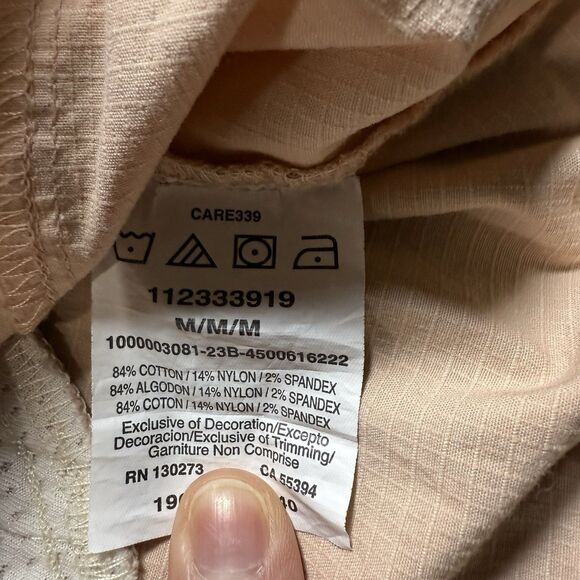 CARE339
112333919
M/M/M
1000003081-23B-4500616222
84% COTTON / 14% NYLON / 2% SPANDEX
84% ALGODON / 14% NYLON / 2% SPANDEX
84% COTON / 14% NYLON / 2% SPANDEX
Exclusive of Decoration/Excepto
Decoracion/Exclusive of Trimming/
Garniture Non Comprise
RN 130273 CA 55394